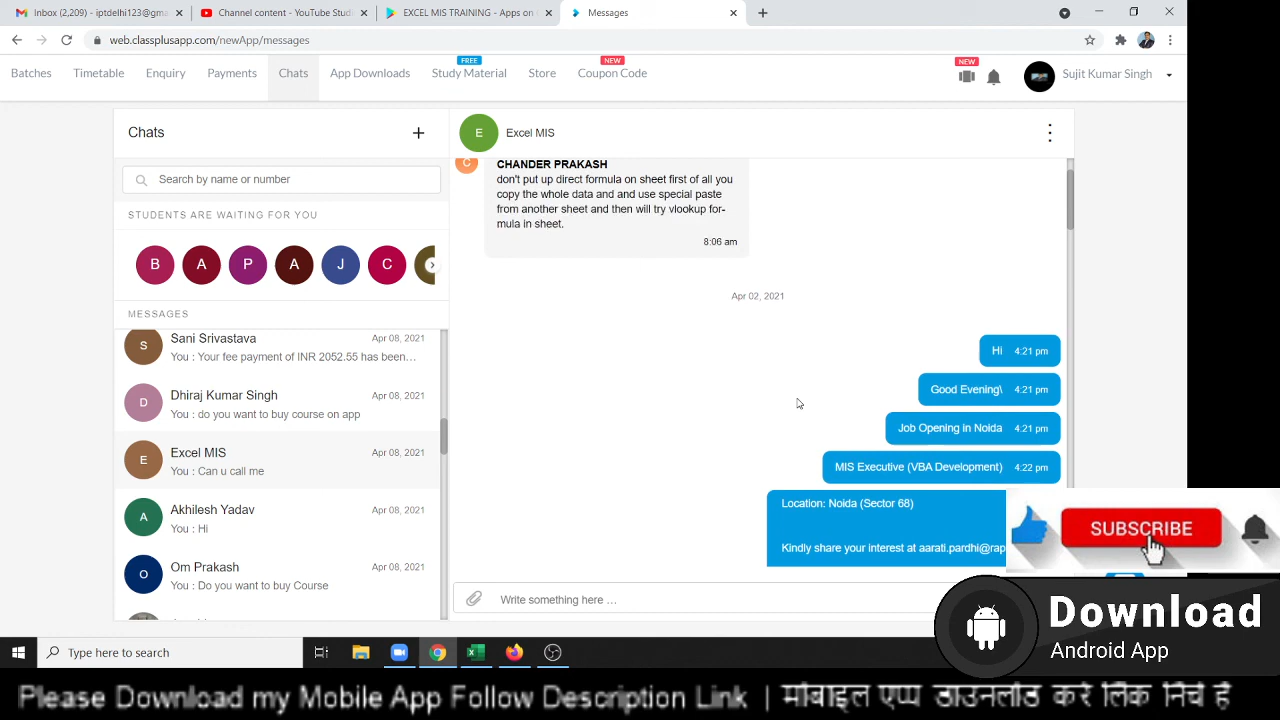 Inbox (2,209) - iptdelhi123@gma
Channel content - YouTube Studi
EXCEL MIS TRAINING - Apps on
Messages
web.classplusapp.com/newApp/messages
Batches
Timetable
Enquiry
Payments
Chats
App Downloads
FREE
Study Material
Store
NEW
Coupon Code
NEW
Sujit Kumar Singh
Chats
Search by name or number
STUDENTS ARE WAITING FOR YOU
B A P A J C
MESSAGES
S
Sani Srivastava
Apr 08, 2021
You : Your fee payment of INR 2052.55 has been…
D
Dhiraj Kumar Singh
Apr 08, 2021
You : do you want to buy course on app
E
Excel MIS
Apr 08, 2021
You : Can u call me
A
Akhilesh Yadav
Apr 08, 2021
You : Hi
O
Om Prakash
Apr 08, 2021
You : Do you want to buy Course
E
Excel MIS
C
CHANDER PRAKASH
don't put up direct formula on sheet first of all you
copy the whole data and and use special paste
from another sheet and then will try vlookup for-
mula in sheet.
8:06 am
Apr 02, 2021
Hi 4:21 pm
Good Evening\ 4:21 pm
Job Opening in Noida 4:21 pm
MIS Executive (VBA Development) 4:22 pm
Location: Noida (Sector 68)
Kindly share your interest at aarati.pardhi@rap
Write something here …
SUBSCRIBE
Download
Android App
Type here to search
Please Download my Mobile App Follow Description Link | मोबाइल एप्प डाउनलोड करे लिंक निचे है